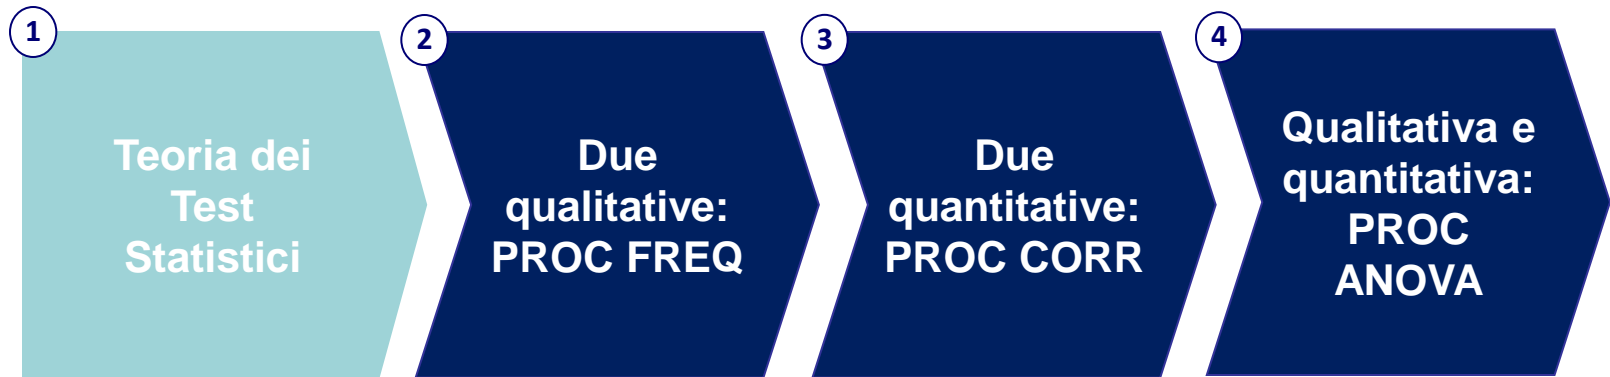 1
Teoria dei
Test
Statistici
2
Due
qualitative:
PROC FREQ
3
Due
quantitative:
PROC CORR
4
Qualitativa e
quantitativa:
PROC
ANOVA